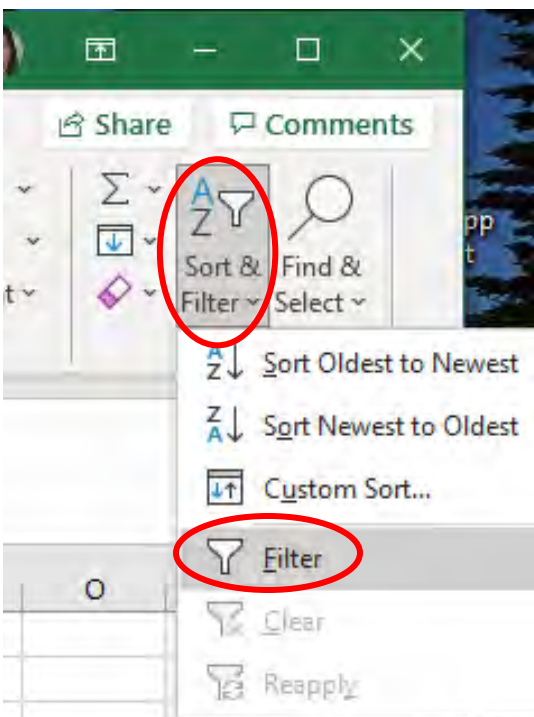 Share Comments
pp
t
Sort & Find &
t Filter Select
Sort Oldest to Newest
Sort Newest to Oldest
Custom Sort...
Filter
O
Clear
Reapply